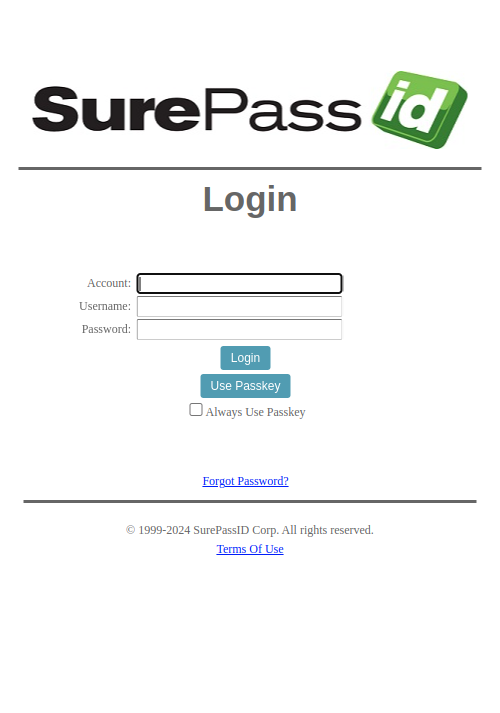 SurePass id
Login
Account:
Username:
Password:
Login
Use Passkey
Always Use Passkey
Forgot Password?
© 1999-2024 SurePassID Corp. All rights reserved.
Terms Of Use